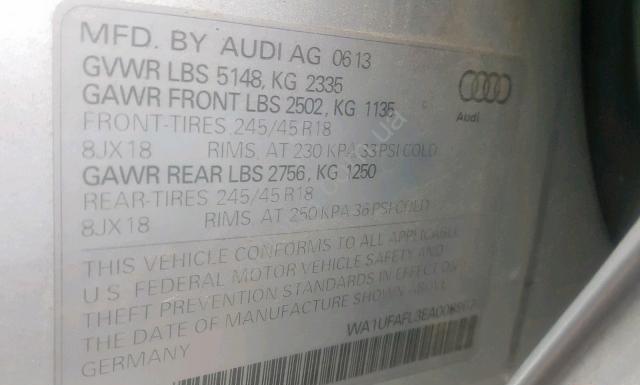 MFD. BY AUDI AG 0613
GVWR LBS 5148, KG 2335
GAWR FRONT LBS 2502, KG 1135
FRONT-TIRES 245/45 R18
8JX18 RIMS, AT 230 KPA 33 PSI COLD
GAWR REAR LBS 2756, KG 1250
REAR-TIRES 245/45 R18
8JX18 RIMS, AT 250 KPA 36 PSI COLD
Audi
THIS VEHICLE CONFORMS TO ALL APPLICABLE
U.S. FEDERAL MOTOR VEHICLE SAFETY AND
THEFT PREVENTION STANDARDS IN EFFECT ON
THE DATE OF MANUFACTURE SHOWN ABOVE.
GERMANY